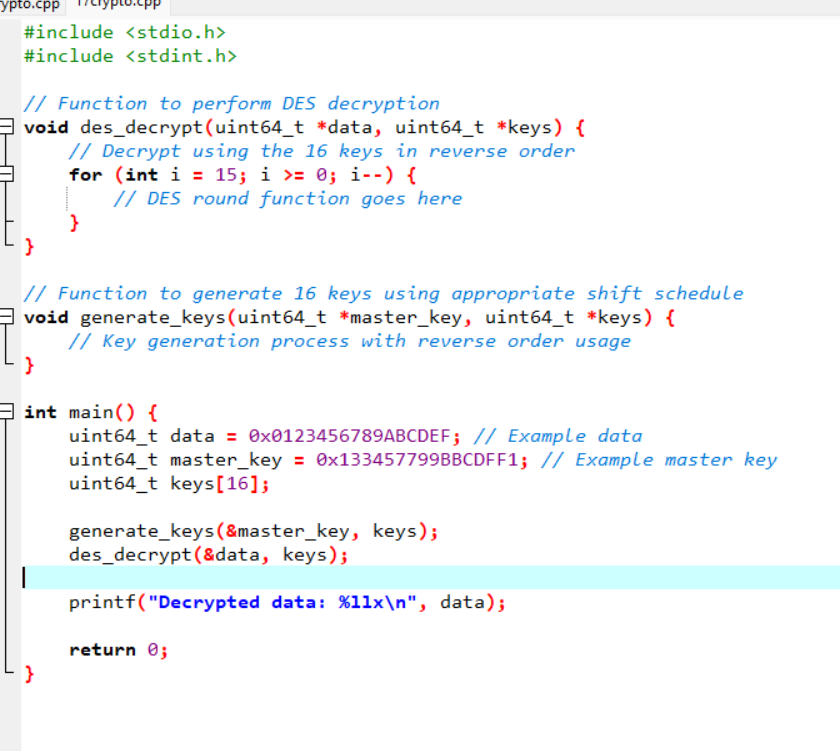 rypto.cpp 17crypto.cpp
#include <stdio.h>
#include <stdint.h>
// Function to perform DES decryption
void des_decrypt(uint64_t *data, uint64_t *keys) {
    // Decrypt using the 16 keys in reverse order
    for (int i = 15; i >= 0; i--) {
        // DES round function goes here
    }
}
// Function to generate 16 keys using appropriate shift schedule
void generate_keys(uint64_t *master_key, uint64_t *keys) {
    // Key generation process with reverse order usage
}
int main() {
    uint64_t data = 0x0123456789ABCDEF; // Example data
    uint64_t master_key = 0x133457799BBCDFF1; // Example master key
    uint64_t keys[16];
    generate_keys(&master_key, keys);
    des_decrypt(&data, keys);
    printf("Decrypted data: %llx\n", data);
    return 0;
}